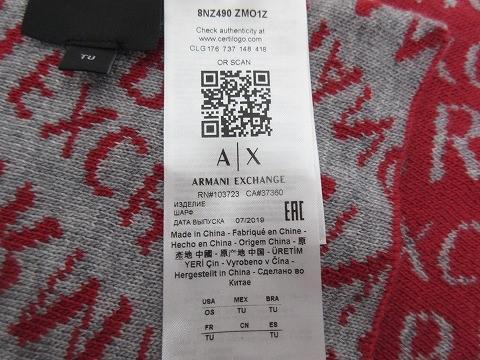 8NZ490 ZMO1Z
Check authenticity at
www.certilogo.com
CLG 176 737 148 418
OR SCAN
TU
A|X
ARMANI EXCHANGE
RN#103723 CA#37360
ИЗДЕЛИЕ
ШАРФ
ДАТА ВЫПУСКА 07/2019
EAC
Made in China - Fabriqué en Chine -
Hecho en China - Origem China - 原
産地 中國 - 原产地 中国 - ÜRETİM
YERİ Çin - Vyrobeno v Čína -
Hergestellt in China - Сделано во
Китае
USA MEX BRA
OS TU TU
FR CN ES
TU TU TU